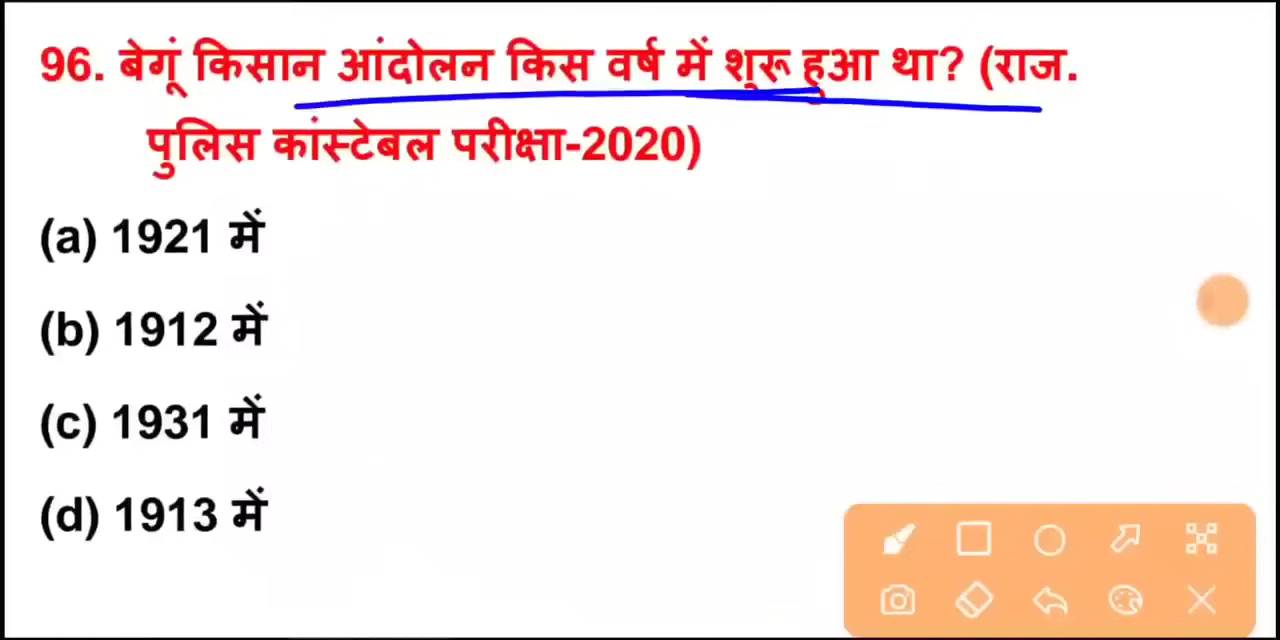 96. बेगूं किसान आंदोलन किस वर्ष में शुरू हुआ था? (राज.
पुलिस कांस्टेबल परीक्षा-2020)
(a) 1921 में
(b) 1912 में
(c) 1931 में
(d) 1913 में